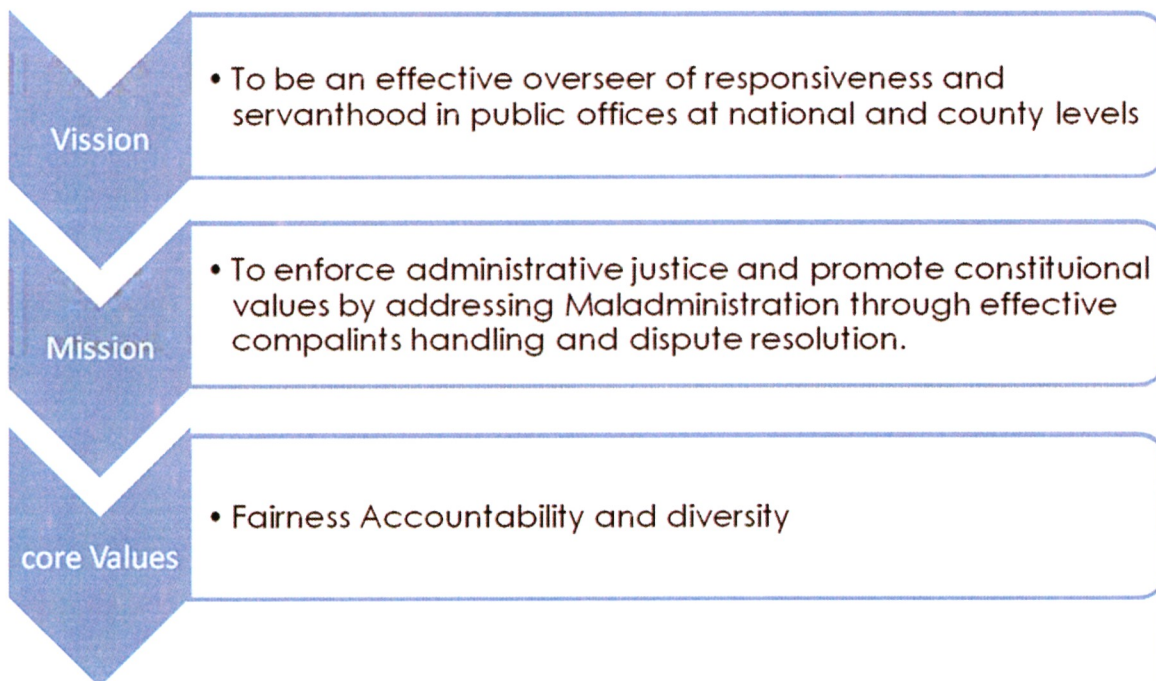 Vission
• To be an effective overseer of responsiveness and
servanthood in public offices at national and county levels
Mission
• To enforce administrative justice and promote constituional
values by addressing Maladministration through effective
compalints handling and dispute resolution.
core Values
• Fairness Accountability and diversity